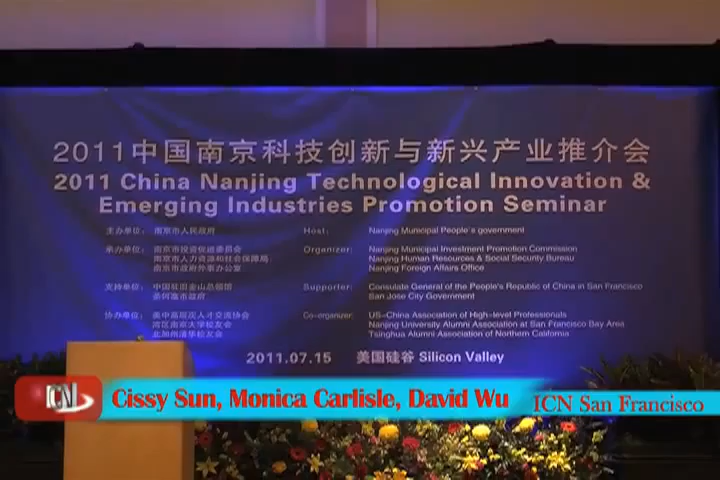 2011中国南京科技创新与新兴产业推介会
2011 China Nanjing Technological Innovation &
Emerging Industries Promotion Seminar
主办单位: 南京市人民政府 Host: Nanjing Municipal People's government
承办单位: 南京市投资促进委员会 Organizer: Nanjing Municipal Investment Promotion Commission
南京市人力资源和社会保障局 Nanjing Human Resources & Social Security Bureau
南京市政府外事办公室 Nanjing Foreign Affairs Office
支持单位: 中国驻旧金山总领馆 Supporter: Consulate General of the People's Republic of China in San Francisco
圣何塞市政府 San Jose City Government
协办单位: 美中高层次人才交流协会 Co-organizer: US-China Association of High-level Professionals
湾区南京大学校友会 Nanjing University Alumni Association at San Francisco Bay Area
北加州清华校友会 Tsinghua Alumni Association of Northern California
2011.07.15 美国硅谷 Silicon Valley
ICN Cissy Sun, Monica Carlisle, David Wu ICN San Francisco